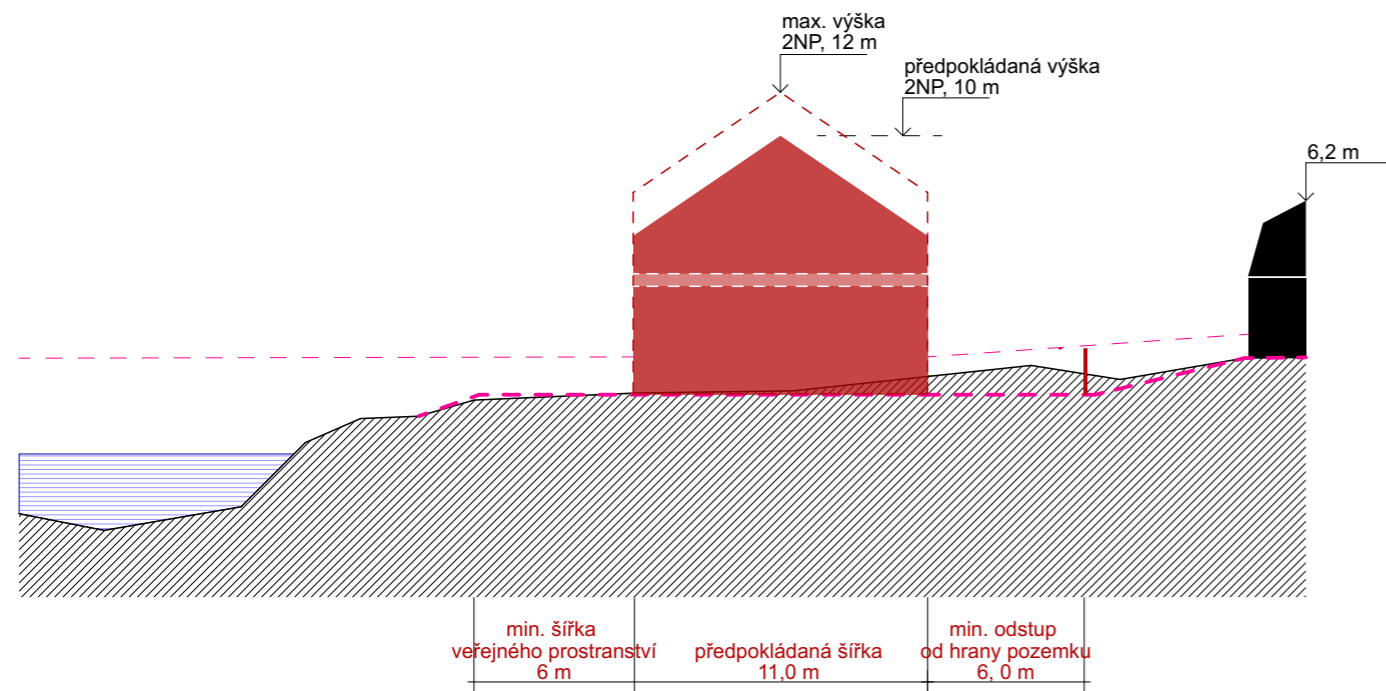 max. výška
2NP, 12 m
předpokládaná výška
2NP, 10 m
6,2 m
min. šířka
veřejného prostranství
6 m
předpokládaná šířka
11,0 m
min. odstup
od hrany pozemku
6, 0 m